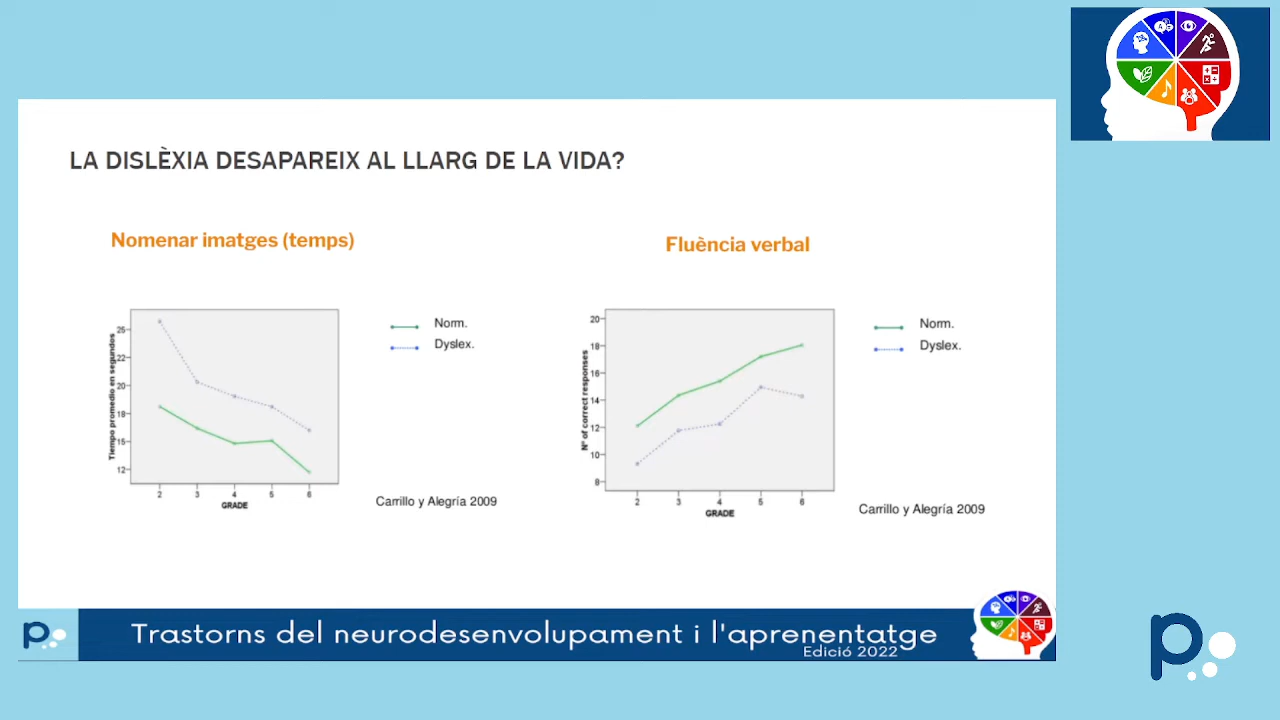 LA DISLÈXIA DESAPAREIX AL LLARG DE LA VIDA?
Nomenar imatges (temps)
Tiempo promedio en segundos
25
22
20
18
15
12
2 3 4 5 6
GRADE
Norm.
Dyslex.
Carrillo y Alegría 2009
Fluència verbal
Nº of correct responses
20
18
16
14
12
10
8
2 3 4 5 6
GRADE
Norm.
Dyslex.
Carrillo y Alegría 2009
p.
Trastorns del neurodesenvolupament i l'aprenentatge
Edició 2022
p